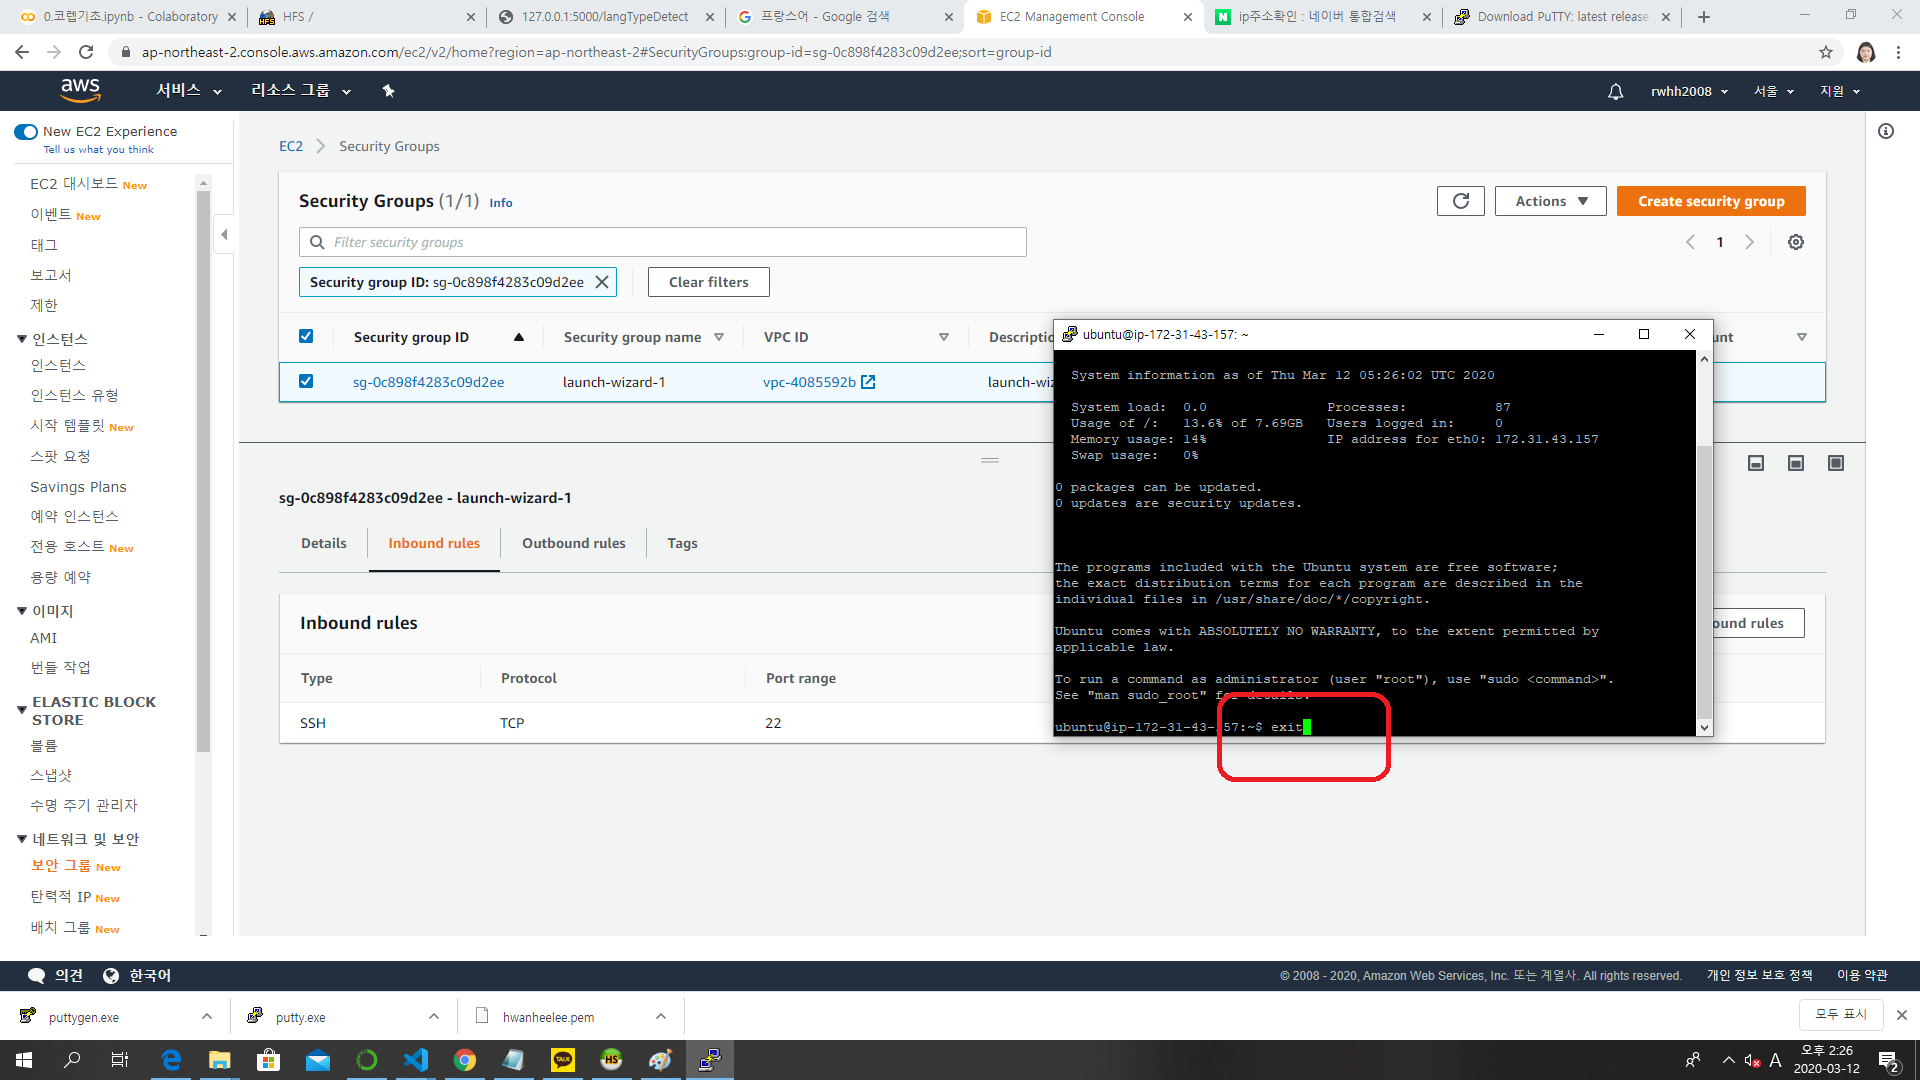 0.코랩기초.ipynb - Colaboratory
HFS /
127.0.0.1:5000/langTypeDetect
프랑스어 - Google 검색
EC2 Management Console
ip주소확인 : 네이버 통합검색
Download PuTTY: latest release
ap-northeast-2.console.aws.amazon.com/ec2/v2/home?region=ap-northeast-2#SecurityGroups:group-id=sg-0c898f4283c09d2ee;sort=group-id
aws 서비스 리소스 그룹 rwhh2008 서울 지원
New EC2 Experience
Tell us what you think
EC2 대시보드 New
이벤트 New
태그
보고서
제한
인스턴스
인스턴스
인스턴스 유형
시작 템플릿 New
스팟 요청
Savings Plans
예약 인스턴스
전용 호스트 New
용량 예약
이미지
AMI
번들 작업
ELASTIC BLOCK
STORE
볼륨
스냅샷
수명 주기 관리자
네트워크 및 보안
보안 그룹 New
탄력적 IP New
배치 그룹 New
EC2 Security Groups
Security Groups (1/1) Info
Actions
Create security group
Filter security groups
1
Security group ID: sg-0c898f4283c09d2ee
Clear filters
Security group ID Security group name VPC ID Descriptio unt
sg-0c898f4283c09d2ee launch-wizard-1 vpc-4085592b launch-wiz
sg-0c898f4283c09d2ee - launch-wizard-1
Details Inbound rules Outbound rules Tags
Inbound rules
ound rules
Type Protocol Port range
SSH TCP 22
ubuntu@ip-172-31-43-157: ~
System information as of Thu Mar 12 05:26:02 UTC 2020
System load: 0.0 Processes: 87
Usage of /: 13.6% of 7.69GB Users logged in: 0
Memory usage: 14% IP address for eth0: 172.31.43.157
Swap usage: 0%
0 packages can be updated.
0 updates are security updates.
The programs included with the Ubuntu system are free software;
the exact distribution terms for each program are described in the
individual files in /usr/share/doc/*/copyright.
Ubuntu comes with ABSOLUTELY NO WARRANTY, to the extent permitted by
applicable law.
To run a command as administrator (user "root"), use "sudo <command>".
See "man sudo_root" for details.
ubuntu@ip-172-31-43-157:~$ exit
의견 한국어
© 2008 - 2020, Amazon Web Services, Inc. 또는 계열사. All rights reserved. 개인 정보 보호 정책 이용 약관
puttygen.exe
putty.exe
hwanheelee.pem
모두 표시
TALK
HS
A
오후 2:26
2020-03-12
2